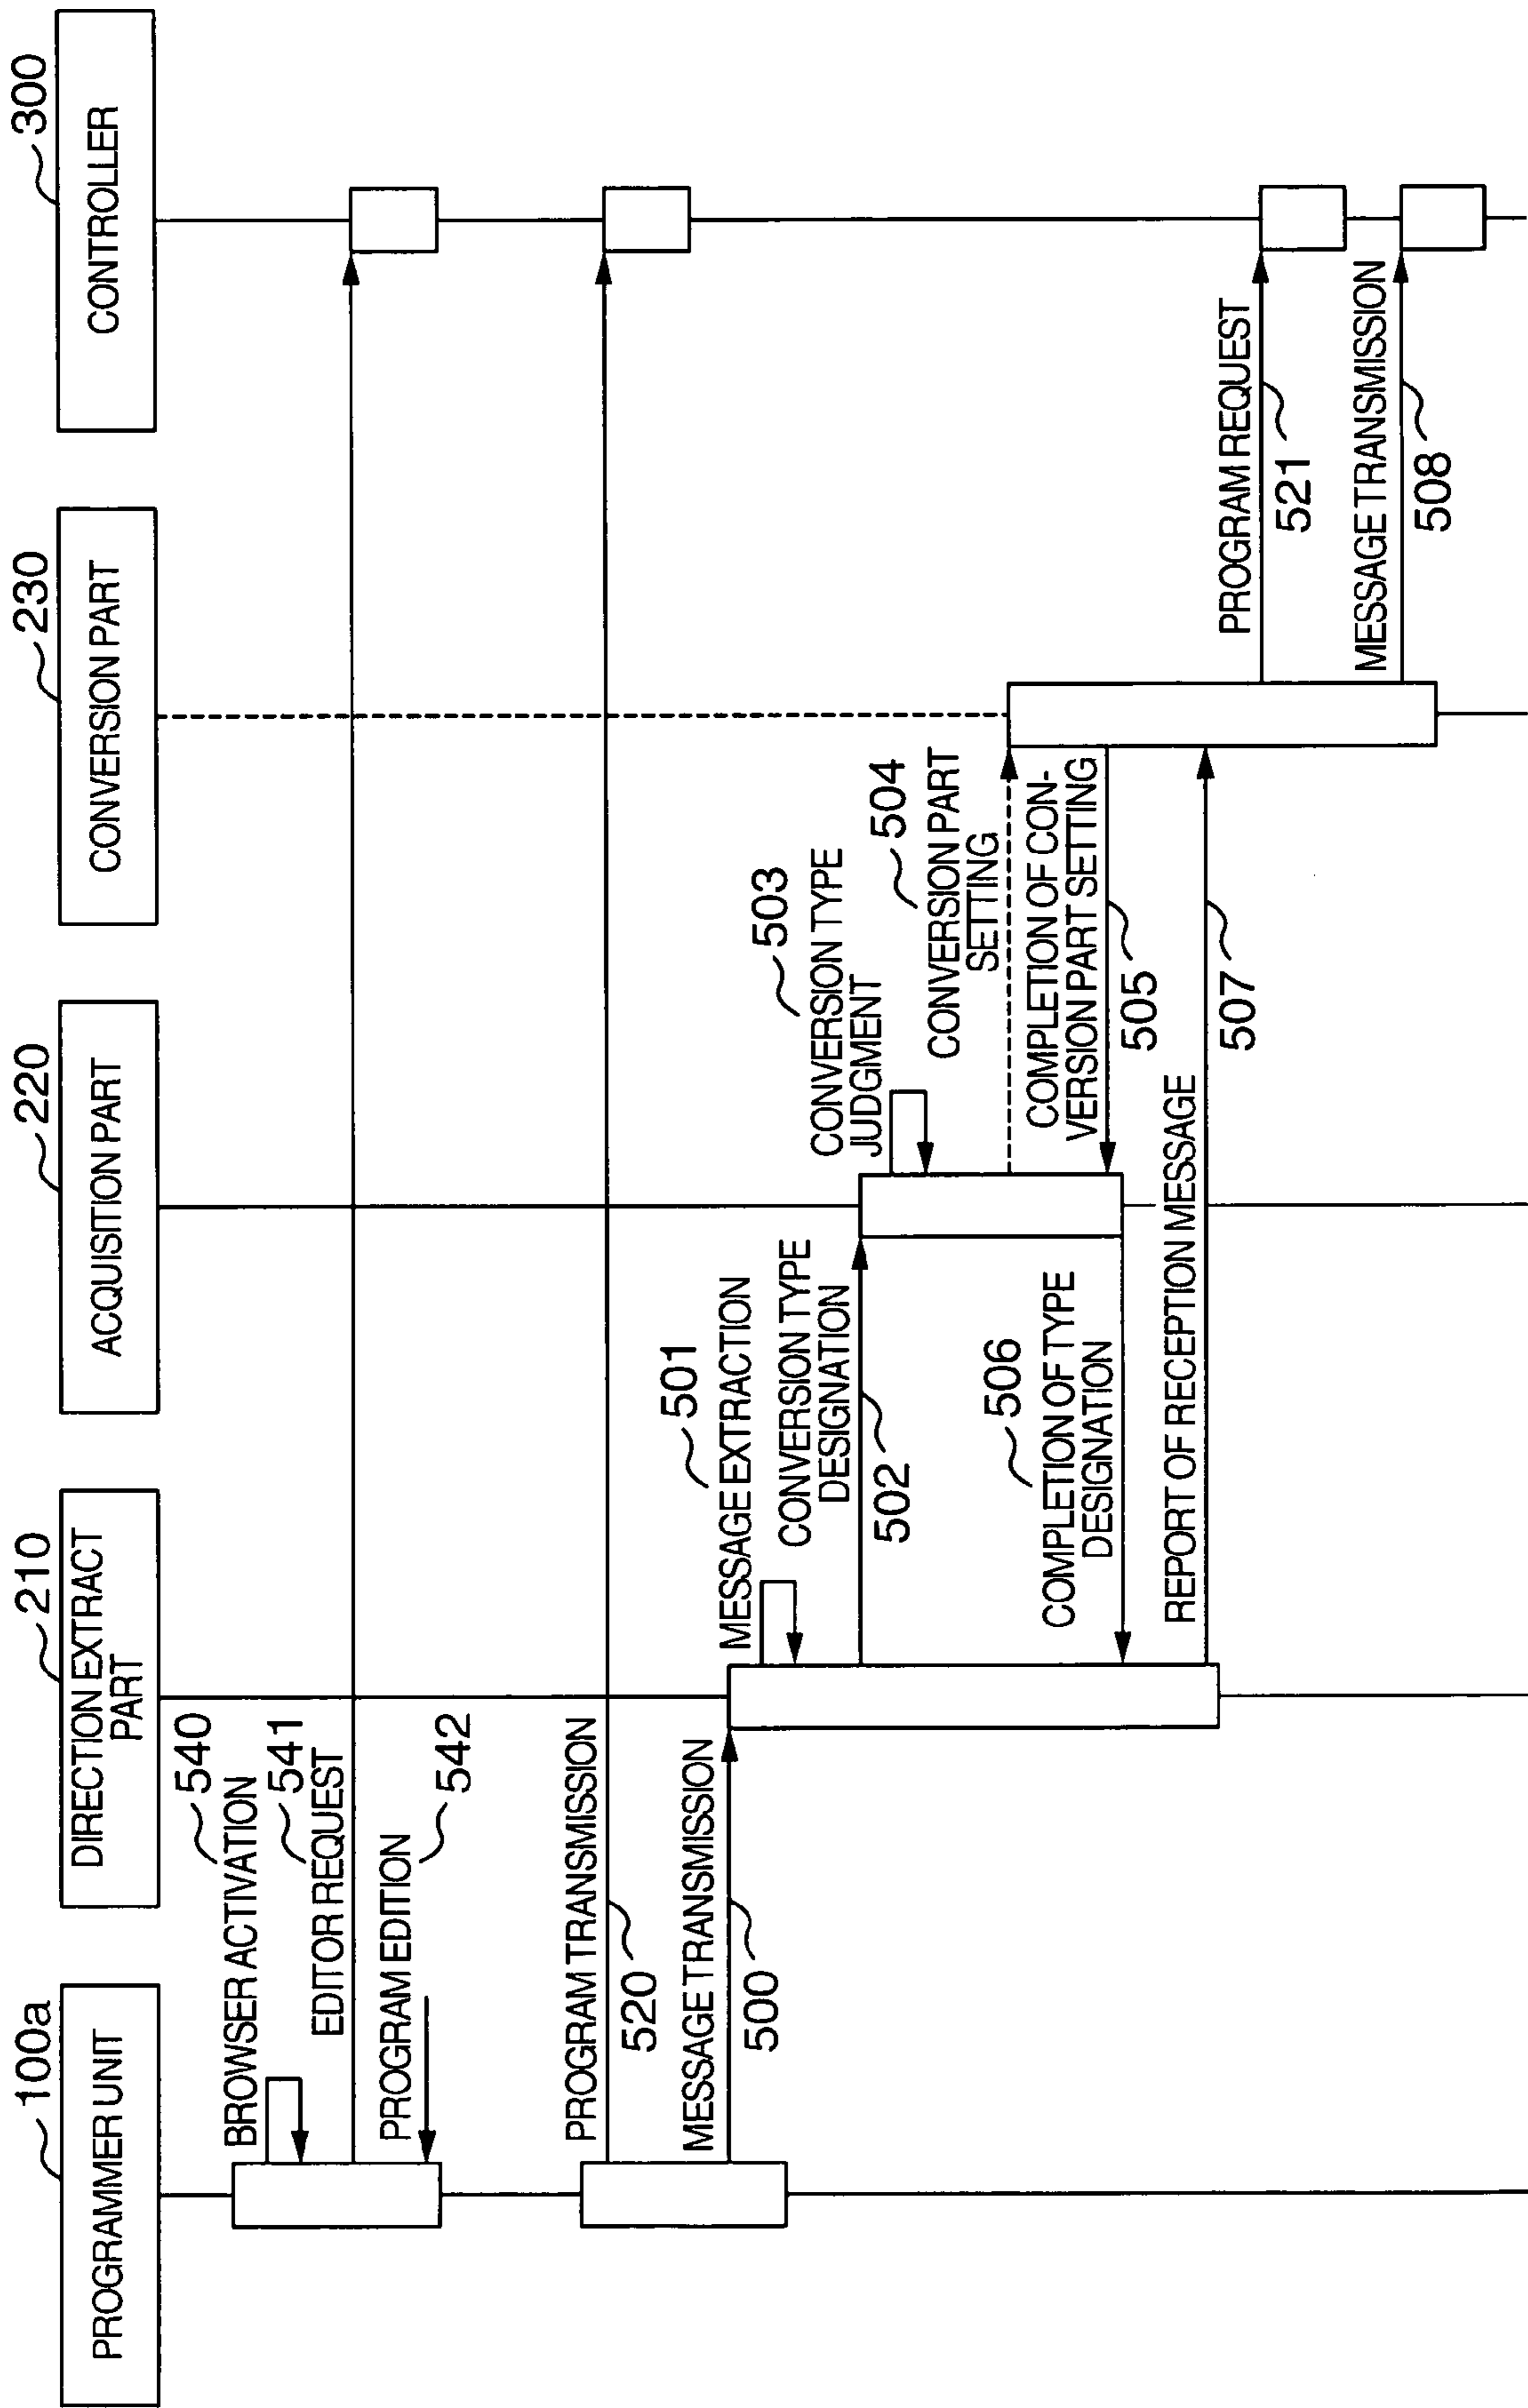 100a
PROGRAMMER UNIT
210
DIRECTION EXTRACT
PART
220
ACQUISITION PART
230
CONVERSION PART
300
CONTROLLER
540
BROWSER ACTIVATION
541
EDITOR REQUEST
542
PROGRAM EDITION
PROGRAM TRANSMISSION
520
MESSAGE TRANSMISSION
500
501
MESSAGE EXTRACTION
CONVERSION TYPE
DESIGNATION
502
503
CONVERSION TYPE
JUDGMENT
504
CONVERSION PART
SETTING
COMPLETION OF CON-
VERSION PART SETTING
505
506
COMPLETION OF TYPE
DESIGNATION
REPORT OF RECEPTION MESSAGE
507
PROGRAM REQUEST
521
MESSAGE TRANSMISSION
508